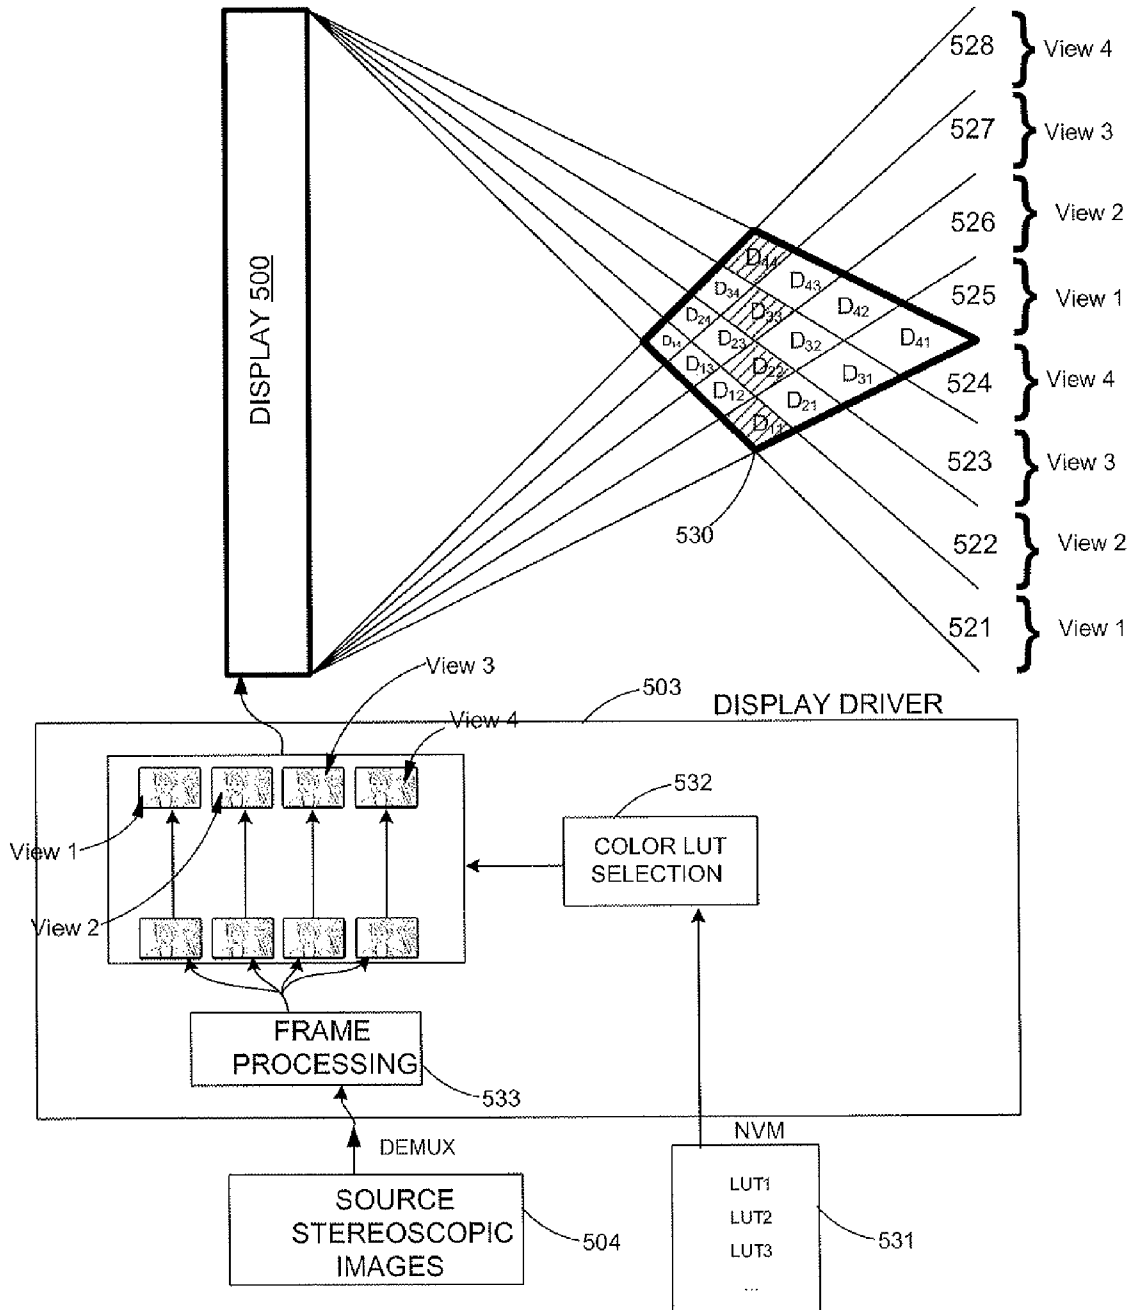 528
View 4
527
View 3
526
View 2
525
View 1
524
View 4
523
View 3
522
View 2
521
View 1
DISPLAY 500
D44
D43
D34
D42
D33
D24
D41
D32
D23
D14
D31
D22
D13
D21
D12
D11
530
View 3
503
DISPLAY DRIVER
View 4
532
COLOR LUT
SELECTION
View 1
View 2
FRAME
PROCESSING
533
DEMUX
NVM
SOURCE
STEREOSCOPIC
IMAGES
504
LUT1
LUT2
LUT3
...
531